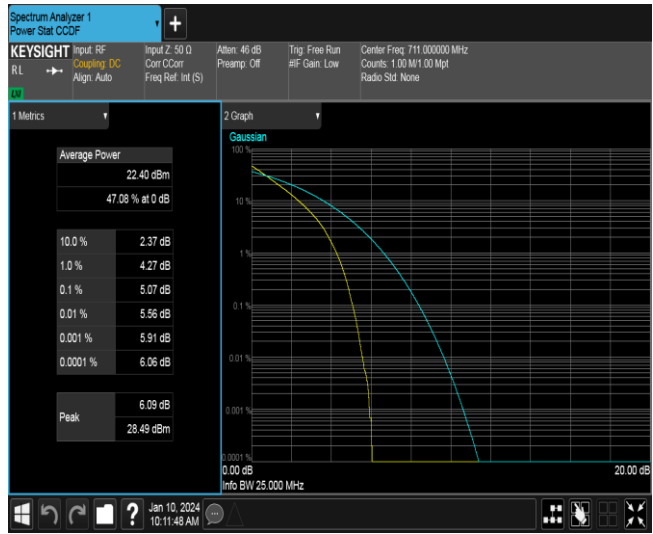 Spectrum Analyzer 1
Power Stat CCDF
+
KEYSIGHT
RL
LXI
Input: RF
Coupling: DC
Align: Auto
Input Z: 50 Ω
Corr CCorr
Freq Ref: Int (S)
Atten: 46 dB
Preamp: Off
Trig: Free Run
#IF Gain: Low
Center Freq: 711.000000 MHz
Counts: 1.00 M/1.00 Mpt
Radio Std: None
1 Metrics
Average Power
22.40 dBm
47.08 % at 0 dB
10.0 % 2.37 dB
1.0 % 4.27 dB
0.1 % 5.07 dB
0.01 % 5.56 dB
0.001 % 5.91 dB
0.0001 % 6.06 dB
Peak
6.09 dB
28.49 dBm
2 Graph
Gaussian
100 %
10 %
1 %
0.1 %
0.01 %
0.001 %
0.0001 %
0.00 dB 20.00 dB
Info BW 25.000 MHz
?
Jan 10, 2024
10:11:48 AM